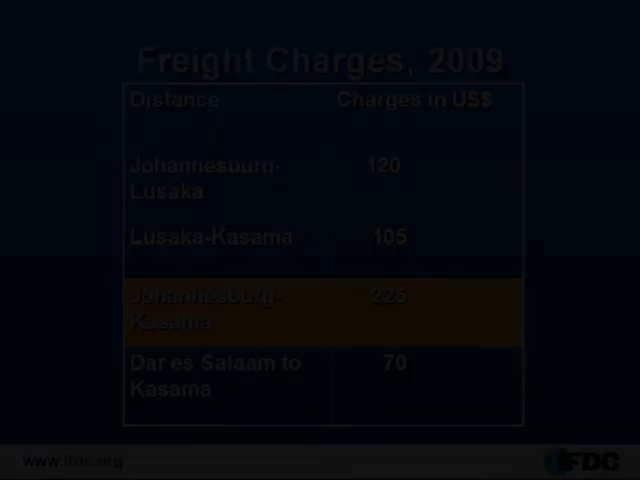 Freight Charges, 2009
Distance Charges in US$
Johannesburg- 120
Lusaka
Lusaka-Kasama 105
Johannesburg- 225
Kasama
Dar es Salaam to 70
Kasama
www.ifdc.org IFDC